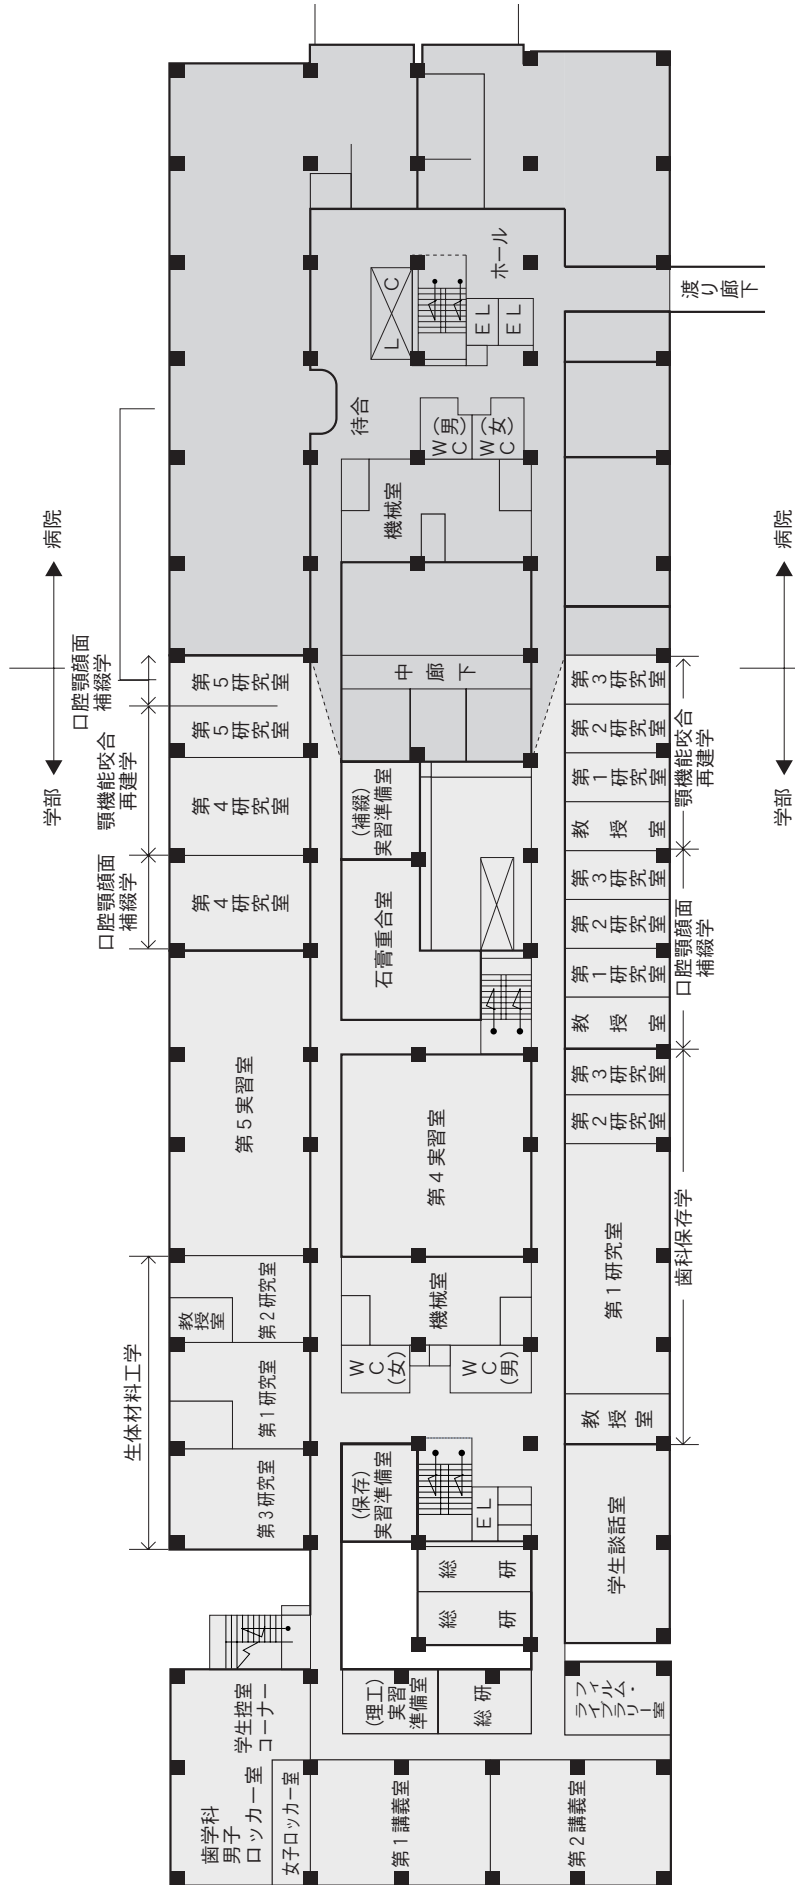 ホール
渡り
廊下
L C
EL
EL
待合
WC
(男)
WC
(女)
機械室
病院
学部
病院
学部
中廊下
口腔顎顔面
補綴学
顎機能咬合
再建学
口腔顎顔面
補綴学
第5
研究室
第5
研究室
第4
研究室
第4
研究室
(補綴)
実習準備室
石膏重合室
第3
研究室
第2
研究室
第1
研究室
教授室
顎機能咬合
再建学
第3
研究室
第2
研究室
第1
研究室
教授室
口腔顎顔面
補綴学
第5実習室
第4実習室
第3
研究室
第2
研究室
第1研究室
教授室
歯科保存学
生体材料工学
教授室
第2研究室
第1研究室
第3研究室
機械室
WC
(女)
WC
(男)
(保存)
実習準備室
EL
総研
総研
学生談話室
学生控室
コーナー
(理工)
実習
準備室
総研
フィルム・
ライブラリー室
歯学科
男子
ロッカー室
女子ロッカー室
第1講義室
第2講義室